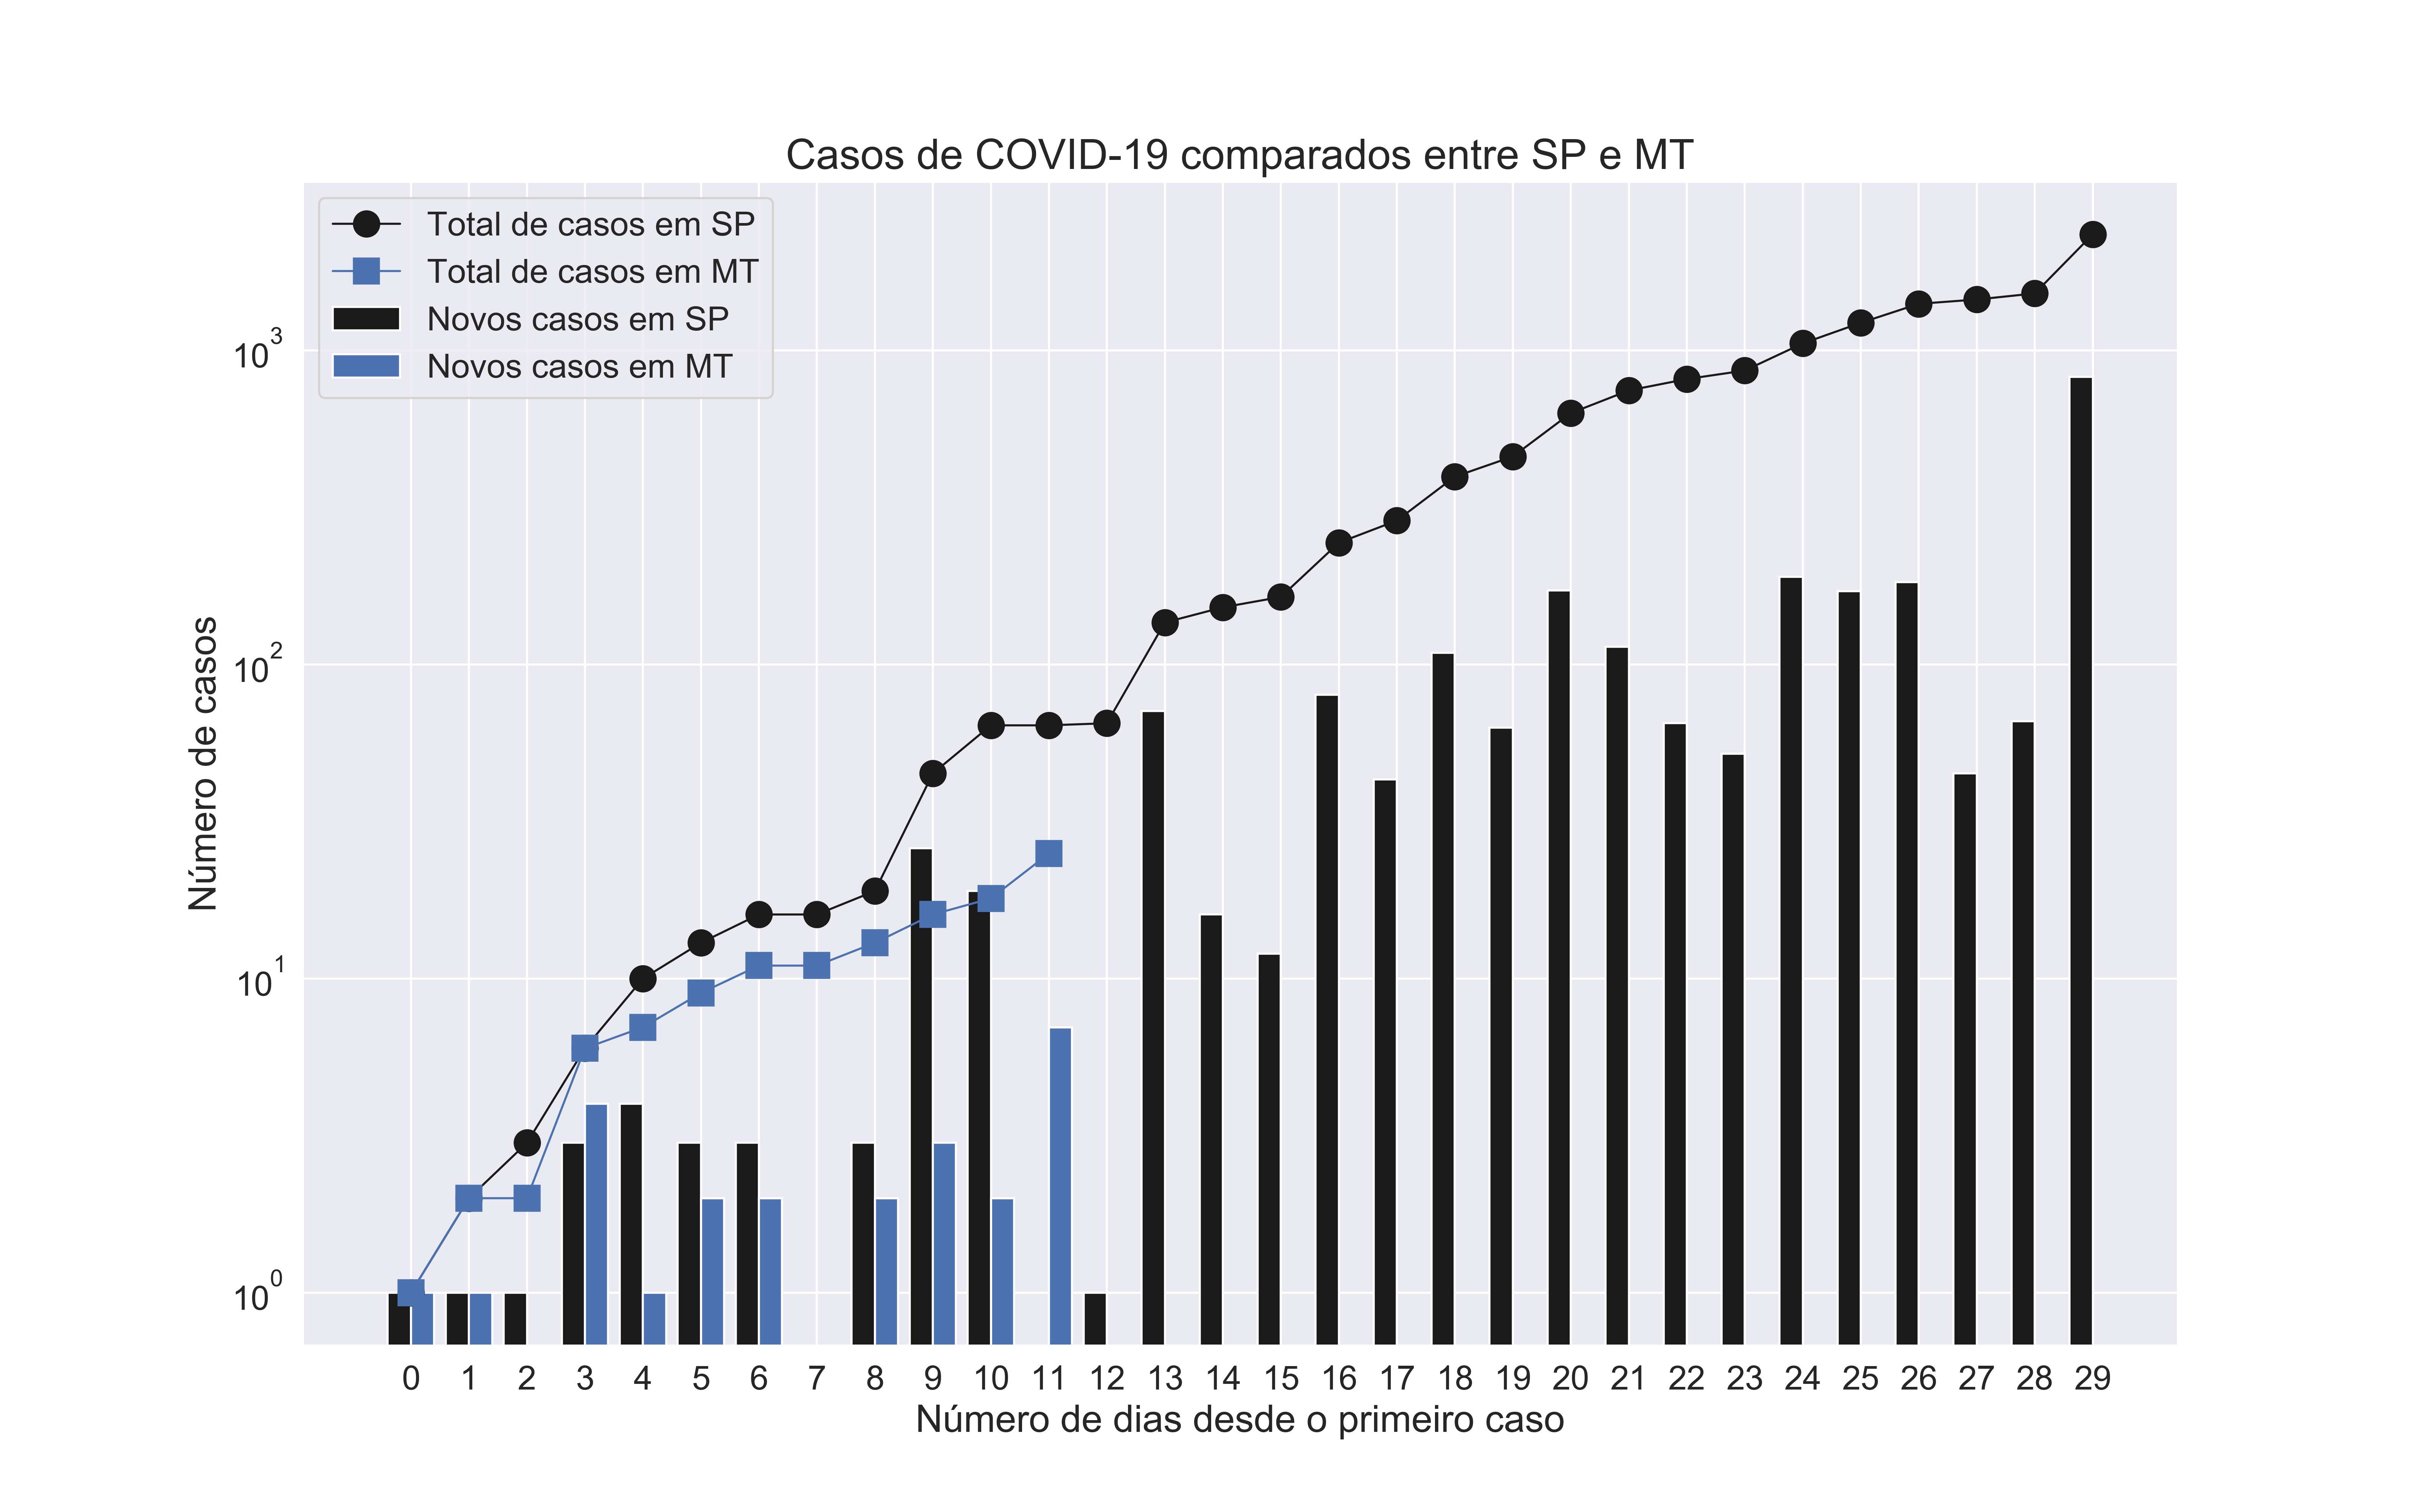 Casos de COVID-19 comparados entre SP e MT
Total de casos em SP
Total de casos em MT
Novos casos em SP
Novos casos em MT
Número de casos
10³
10²
10¹
10⁰
0 1 2 3 4 5 6 7 8 9 10 11 12 13 14 15 16 17 18 19 20 21 22 23 24 25 26 27 28 29
Número de dias desde o primeiro caso